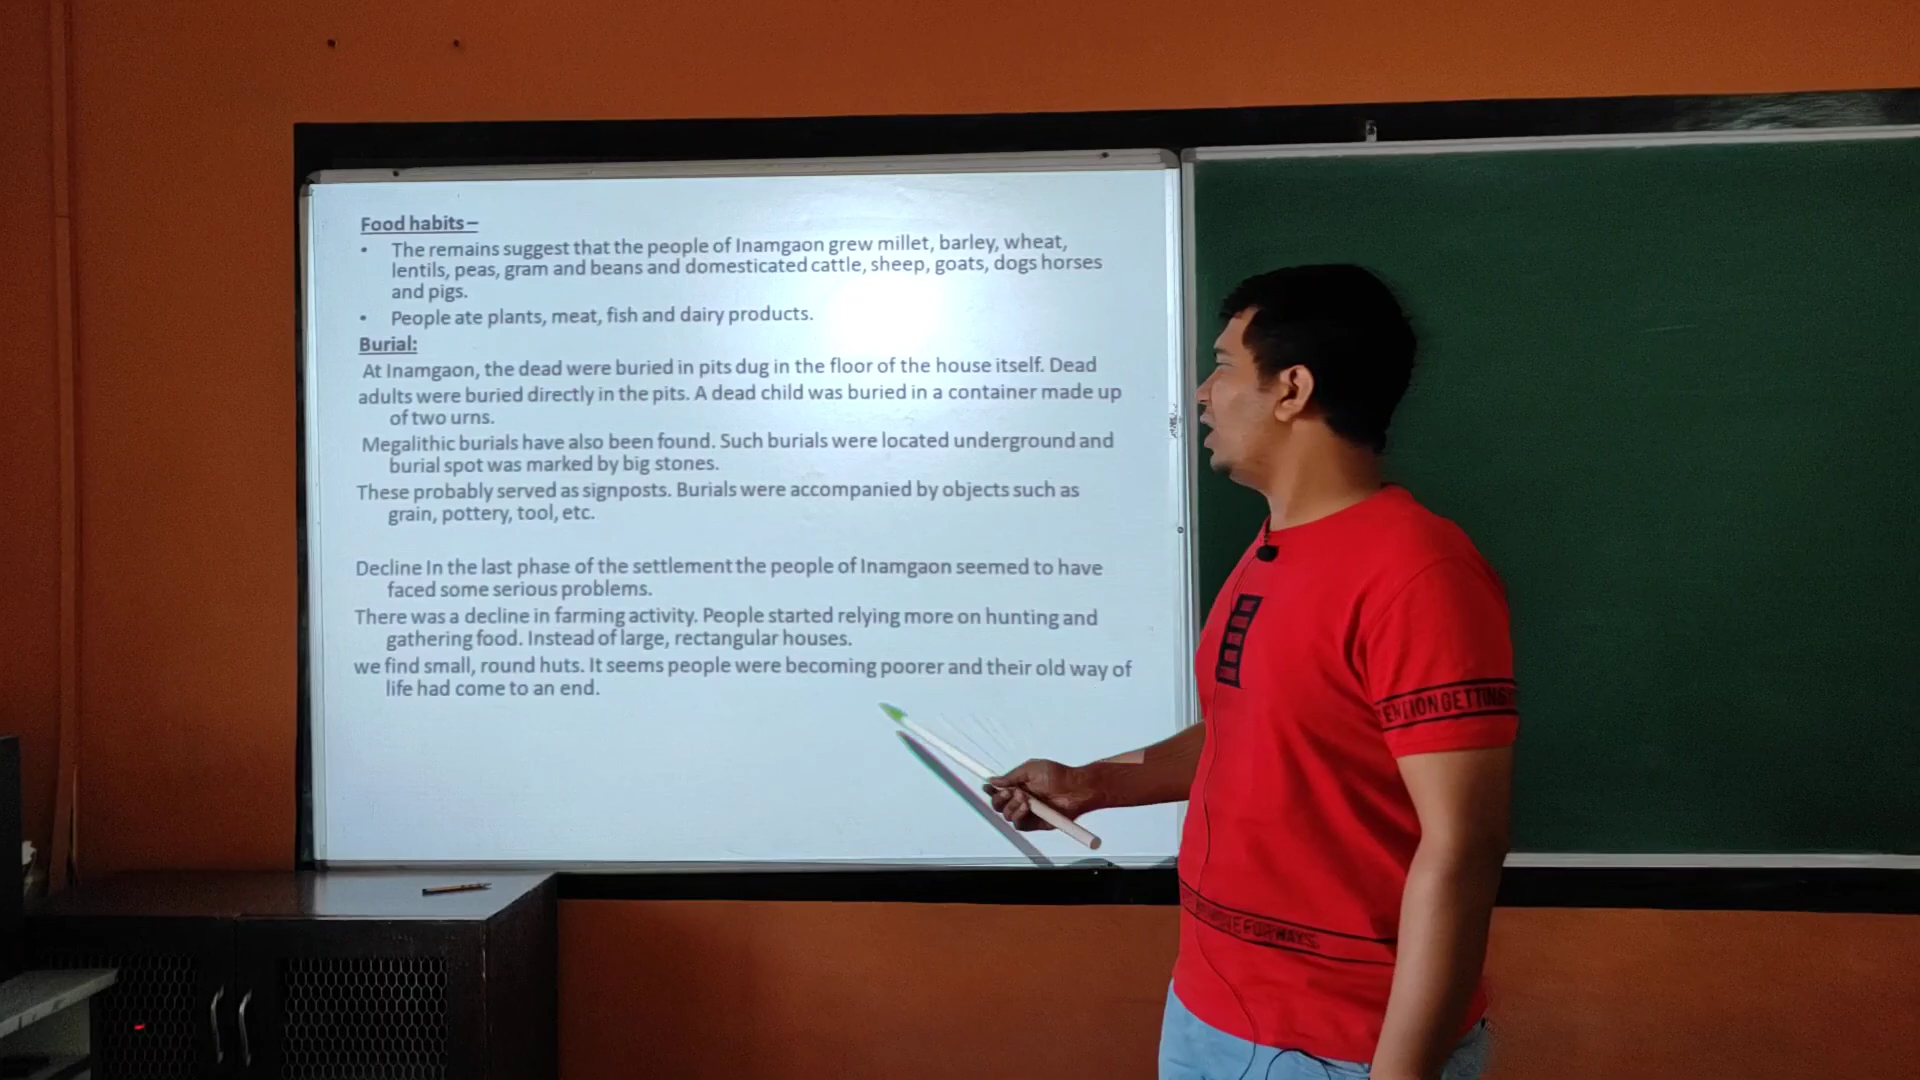 Food habits –
• The remains suggest that the people of Inamgaon grew millet, barley, wheat,
lentils, peas, gram and beans and domesticated cattle, sheep, goats, dogs horses
and pigs.
• People ate plants, meat, fish and dairy products.
Burial:
At Inamgaon, the dead were buried in pits dug in the floor of the house itself. Dead
adults were buried directly in the pits. A dead child was buried in a container made up
of two urns.
Megalithic burials have also been found. Such burials were located underground and
burial spot was marked by big stones.
These probably served as signposts. Burials were accompanied by objects such as
grain, pottery, tool, etc.
Decline In the last phase of the settlement the people of Inamgaon seemed to have
faced some serious problems.
There was a decline in farming activity. People started relying more on hunting and
gathering food. Instead of large, rectangular houses.
we find small, round huts. It seems people were becoming poorer and their old way of
life had come to an end.